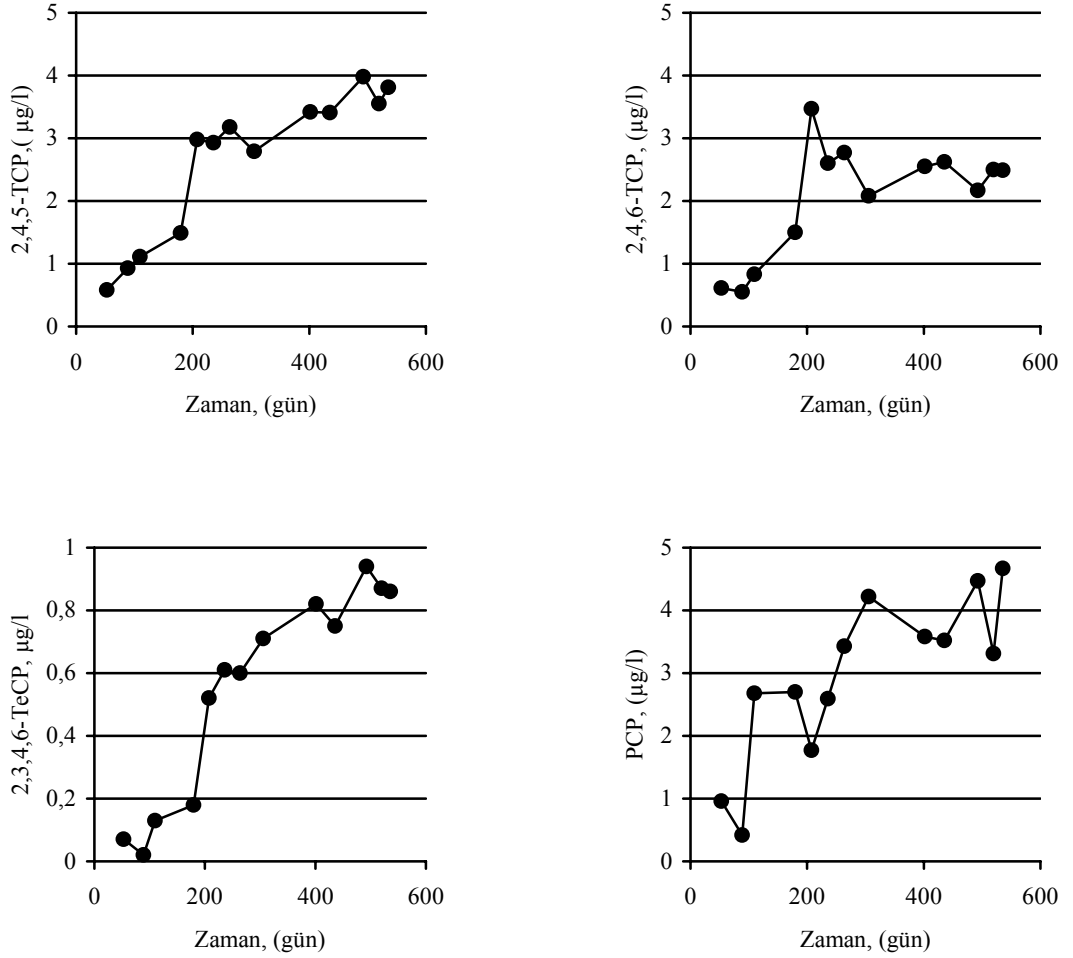 2,4,5-TCP,( µg/l)
5
4
3
2
1
0
0 200 400 600
Zaman, (gün)
2,4,6-TCP, (µg/l)
5
4
3
2
1
0
0 200 400 600
Zaman, (gün)
2,3,4,6-TeCP, µg/l
1
0,8
0,6
0,4
0,2
0
0 200 400 600
Zaman, (gün)
PCP, (µg/l)
5
4
3
2
1
0
0 200 400 600
Zaman, (gün)